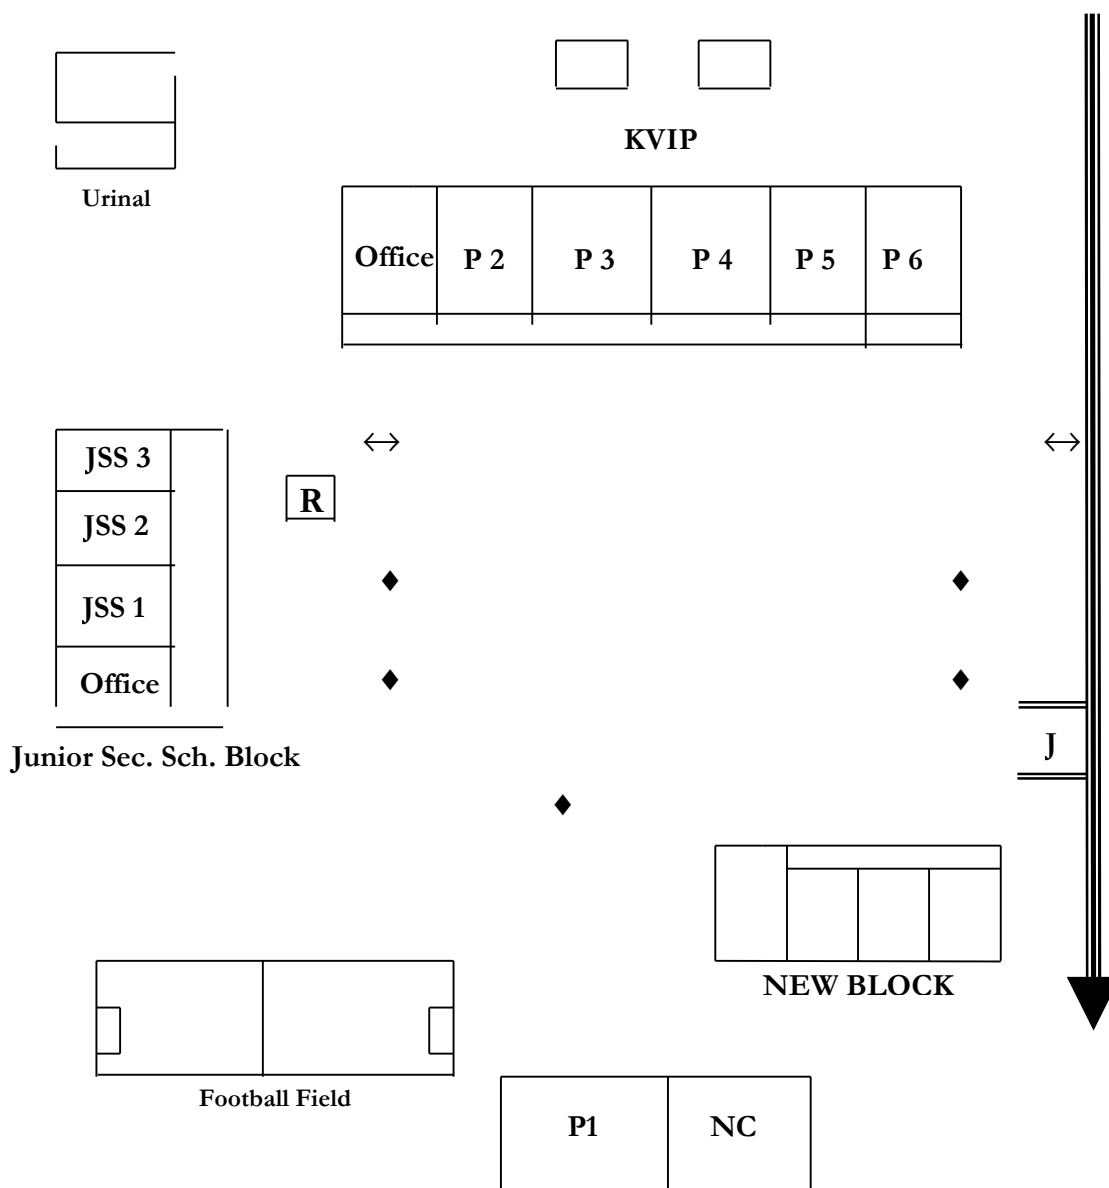 KVIP
Urinal
Office P 2 P 3 P 4 P 5 P 6
JSS 3
R
JSS 2
JSS 1
Office
J
Junior Sec. Sch. Block
NEW BLOCK
Football Field
P1 NC